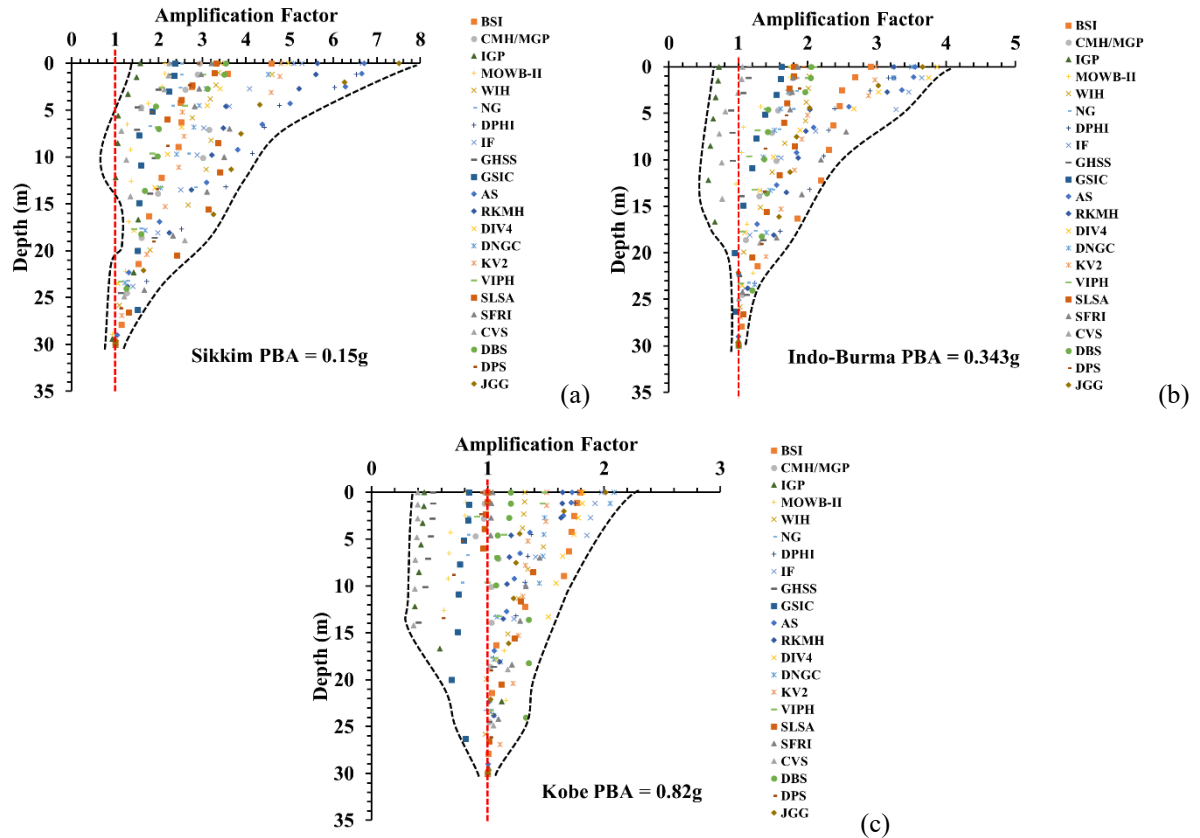 Amplification Factor
0 1 2 3 4 5 6 7 8
0
5
10
15
20
25
30
35
Depth (m)
Sikkim PBA = 0.15g
BSI
CMH/MGP
IGP
MOWB-II
WIH
NG
DPHI
IF
GHSS
GSIC
AS
RKMH
DIV4
DNGC
KV2
VIPH
SLSA
SFRI
CVS
DBS
DPS
JGG
(a)
Amplification Factor
0 1 2 3 4 5
0
5
10
15
20
25
30
35
Depth (m)
Indo-Burma PBA = 0.343g
BSI
CMH/MGP
IGP
MOWB-II
WIH
NG
DPHI
IF
GHSS
GSIC
AS
RKMH
DIV4
DNGC
KV2
VIPH
SLSA
SFRI
CVS
DBS
DPS
JGG
(b)
Amplification Factor
0 1 2 3
0
5
10
15
20
25
30
35
Depth (m)
Kobe PBA = 0.82g
BSI
CMH/MGP
IGP
MOWB-II
WIH
NG
DPHI
IF
GHSS
GSIC
AS
RKMH
DIV4
DNGC
KV2
VIPH
SLSA
SFRI
CVS
DBS
DPS
JGG
(c)